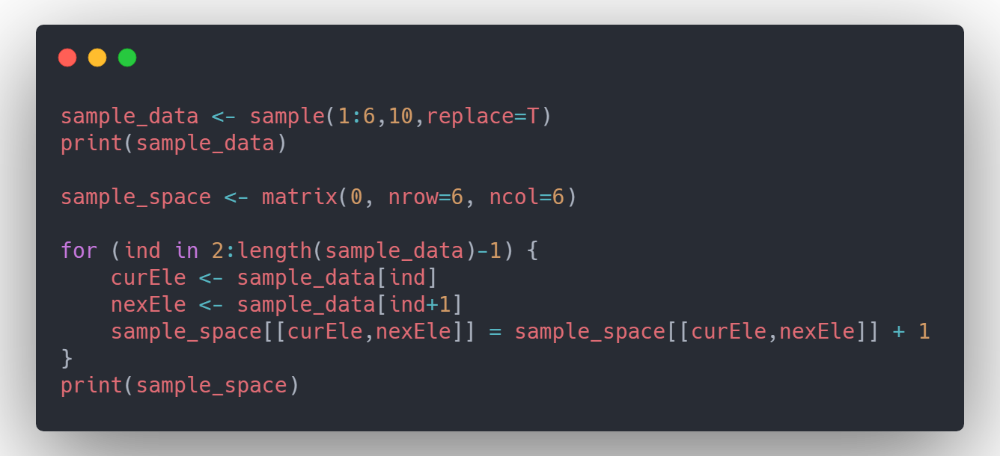 sample_data <- sample(1:6,10,replace=T)
print(sample_data)

sample_space <- matrix(0, nrow=6, ncol=6)

for (ind in 2:length(sample_data)-1) {
    curEle <- sample_data[ind]
    nexEle <- sample_data[ind+1]
    sample_space[[curEle,nexEle]] = sample_space[[curEle,nexEle]] + 1
}
print(sample_space)